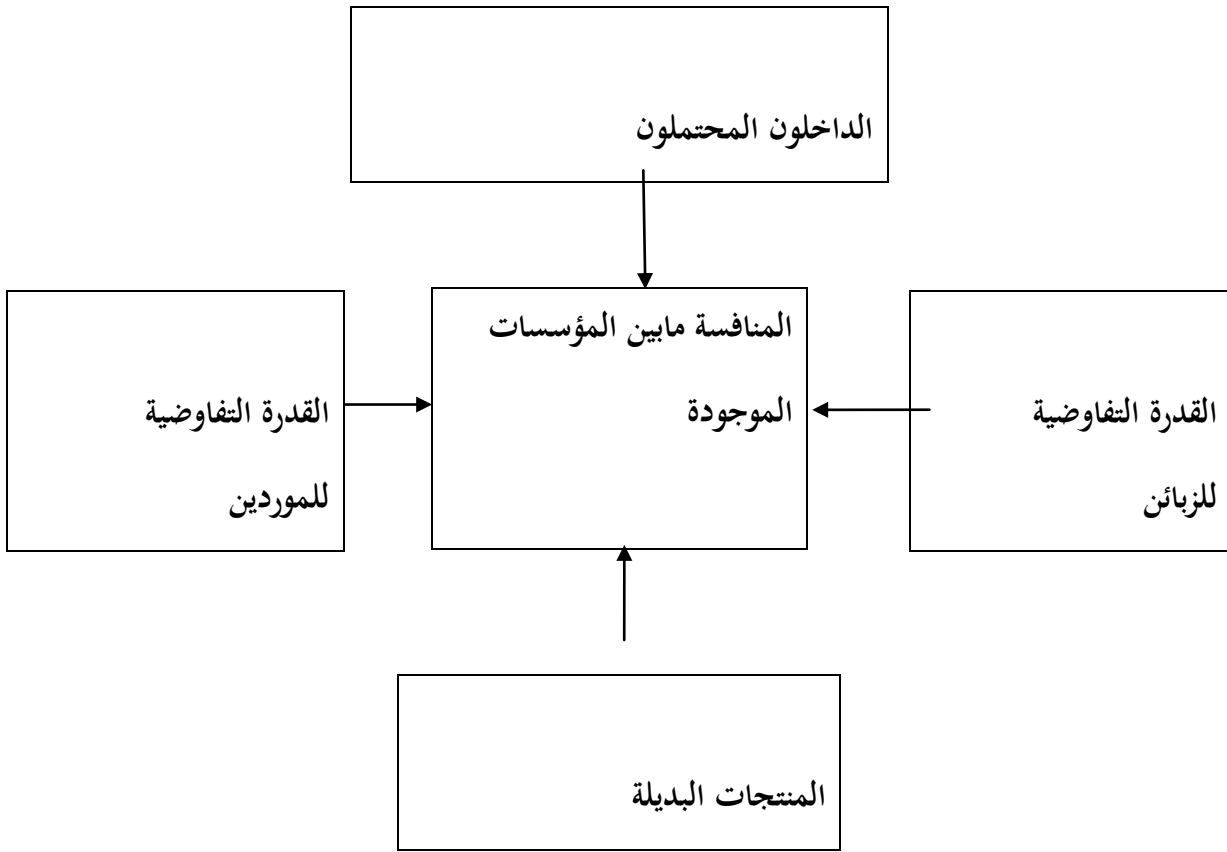 الداخلون المحتملون
المنافسة مابين المؤسسات
الموجودة
القدرة التفاوضية
للزبائن
القدرة التفاوضية
للموردين
المنتجات البديلة